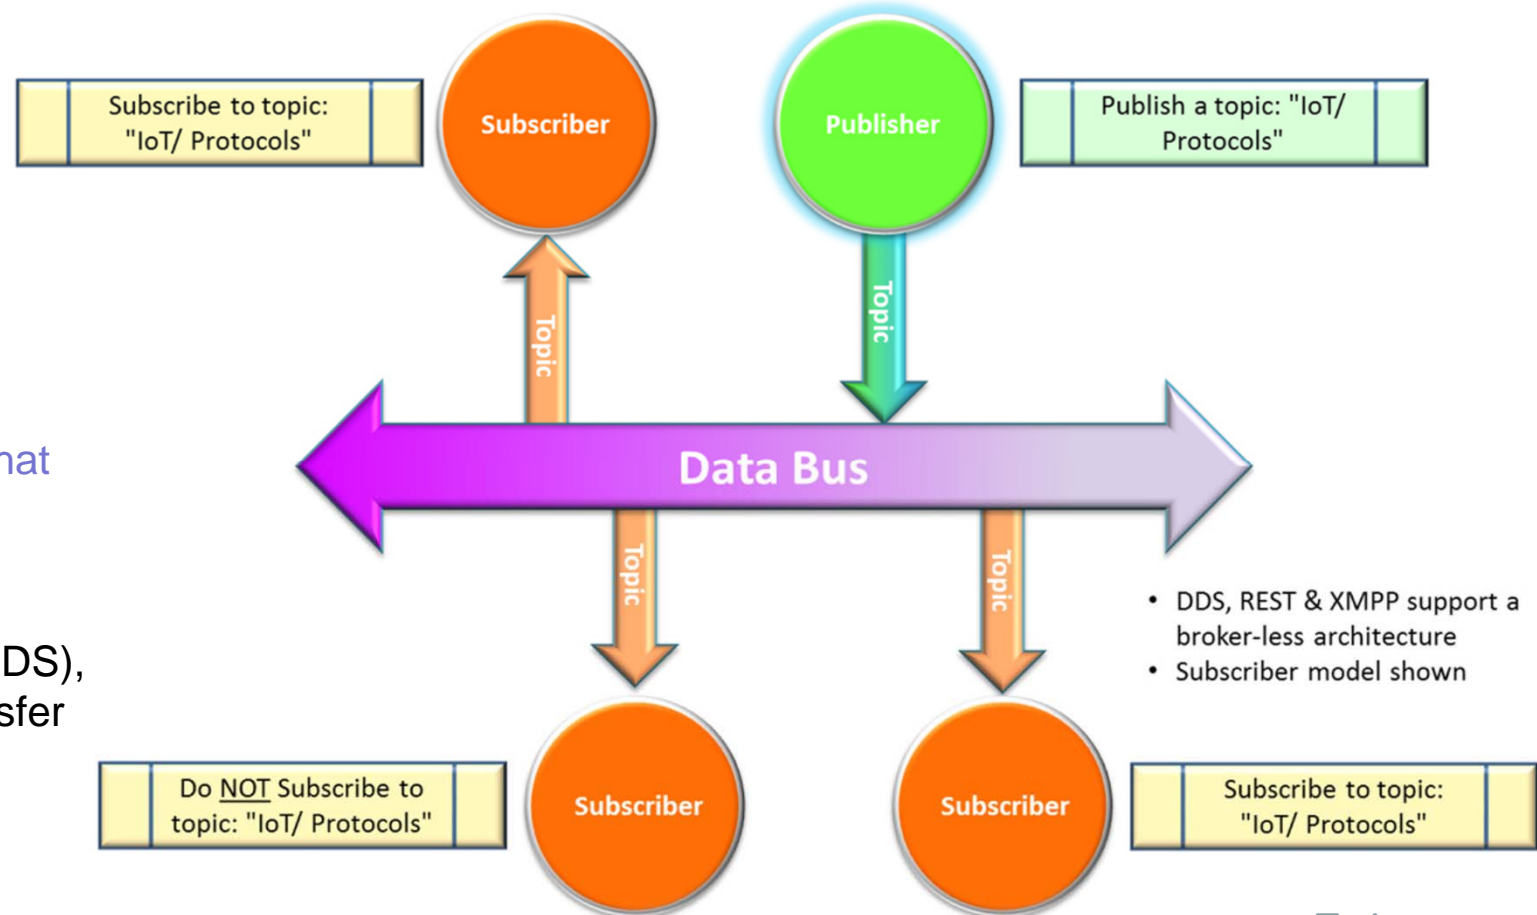 Subscribe to topic:
"IoT/ Protocols"
Subscriber
Publisher
Publish a topic: "IoT/
Protocols"
Topic
Topic
Data Bus
Topic
Topic
• DDS, REST & XMPP support a
broker-less architecture
• Subscriber model shown
DS),
Do NOT Subscribe to
topic: "IoT/ Protocols"
Subscriber
Subscriber
Subscribe to topic:
"IoT/ Protocols"